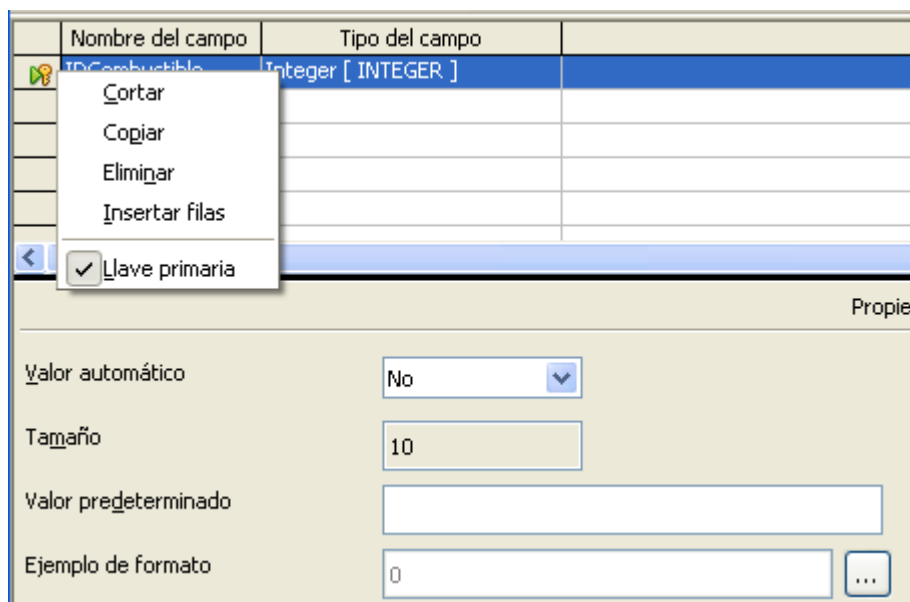 Nombre del campo Tipo del campo
IDCombustible Integer [ INTEGER ]
Cortar
Copiar
Eliminar
Insertar filas
Llave primaria
Propie
Valor automático No
Tamaño 10
Valor predeterminado
Ejemplo de formato 0 ...